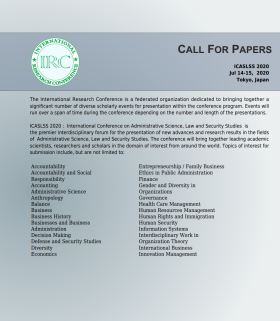 INTERNATIONAL
IRC
RESEARCH CONFERENCE
CALL FOR PAPERS
ICASLSS 2020
Jul 14-15, 2020
Tokyo, Japan
The International Research Conference is a federated organization dedicated to bringing together a
significant number of diverse scholarly events for presentation within the conference program. Events will
run over a span of time during the conference depending on the number and length of the presentations.
ICASLSS 2020 : International Conference on Administrative Science, Law and Security Studies is
the premier interdisciplinary forum for the presentation of new advances and research results in the fields
of Administrative Science, Law and Security Studies. The conference will bring together leading academic
scientists, researchers and scholars in the domain of interest from around the world. Topics of interest for
submission include, but are not limited to:
Accountability
Accountability and Social
Responsibility
Accounting
Administrative Science
Anthropology
Balance
Business
Business History
Businesses and Business
Administration
Decision Making
Defense and Security Studies
Diversity
Economics
Entrepreneurship / Family Business
Ethics in Public Administration
Finance
Gender and Diversity in
Organizations
Governance
Health Care Management
Human Resources Management
Human Rights and Immigration
Human Security
Information Systems
Interdisciplinary Work in
Organization Theory
International Business
Innovation Management